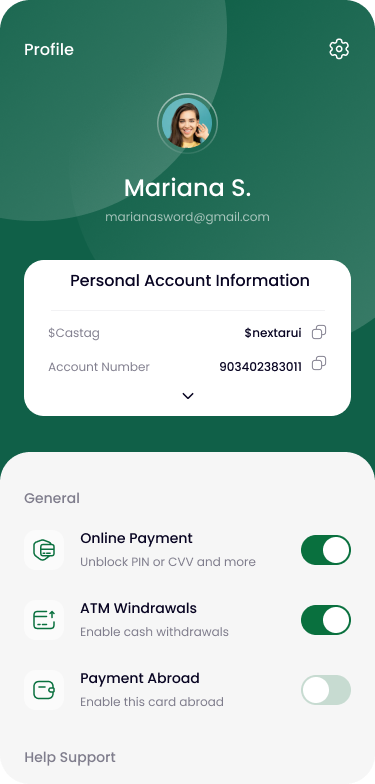 Profile
Mariana S.
marianasword@gmail.com
Personal Account Information
$Castag
$nextarui
Account Number
903402383011
General
Online Payment
Unblock PIN or CVV and more
ATM Windrawals
Enable cash withdrawals
Payment Abroad
Enable this card abroad
Help Support